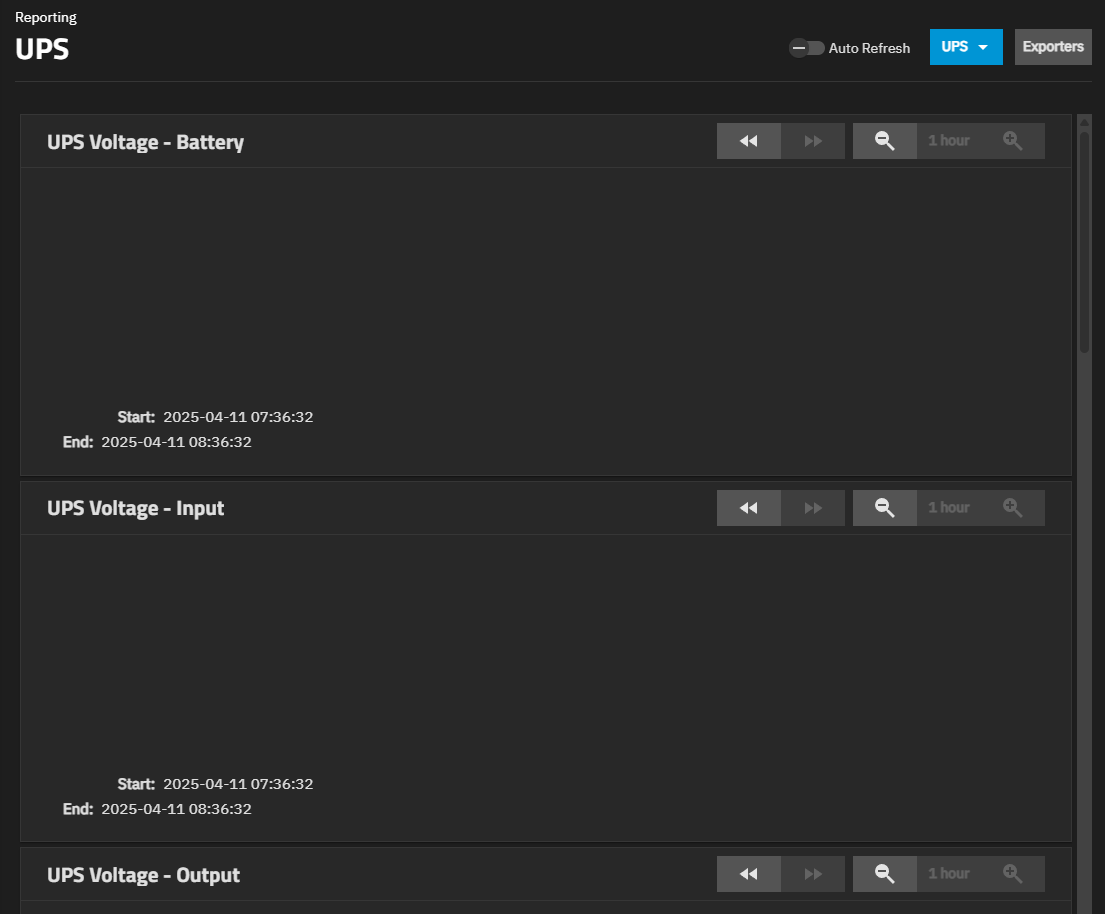 Reporting
UPS
Auto Refresh
UPS
Exporters
UPS Voltage - Battery
1 hour
Start: 2025-04-11 07:36:32
End: 2025-04-11 08:36:32
UPS Voltage - Input
1 hour
Start: 2025-04-11 07:36:32
End: 2025-04-11 08:36:32
UPS Voltage - Output
1 hour